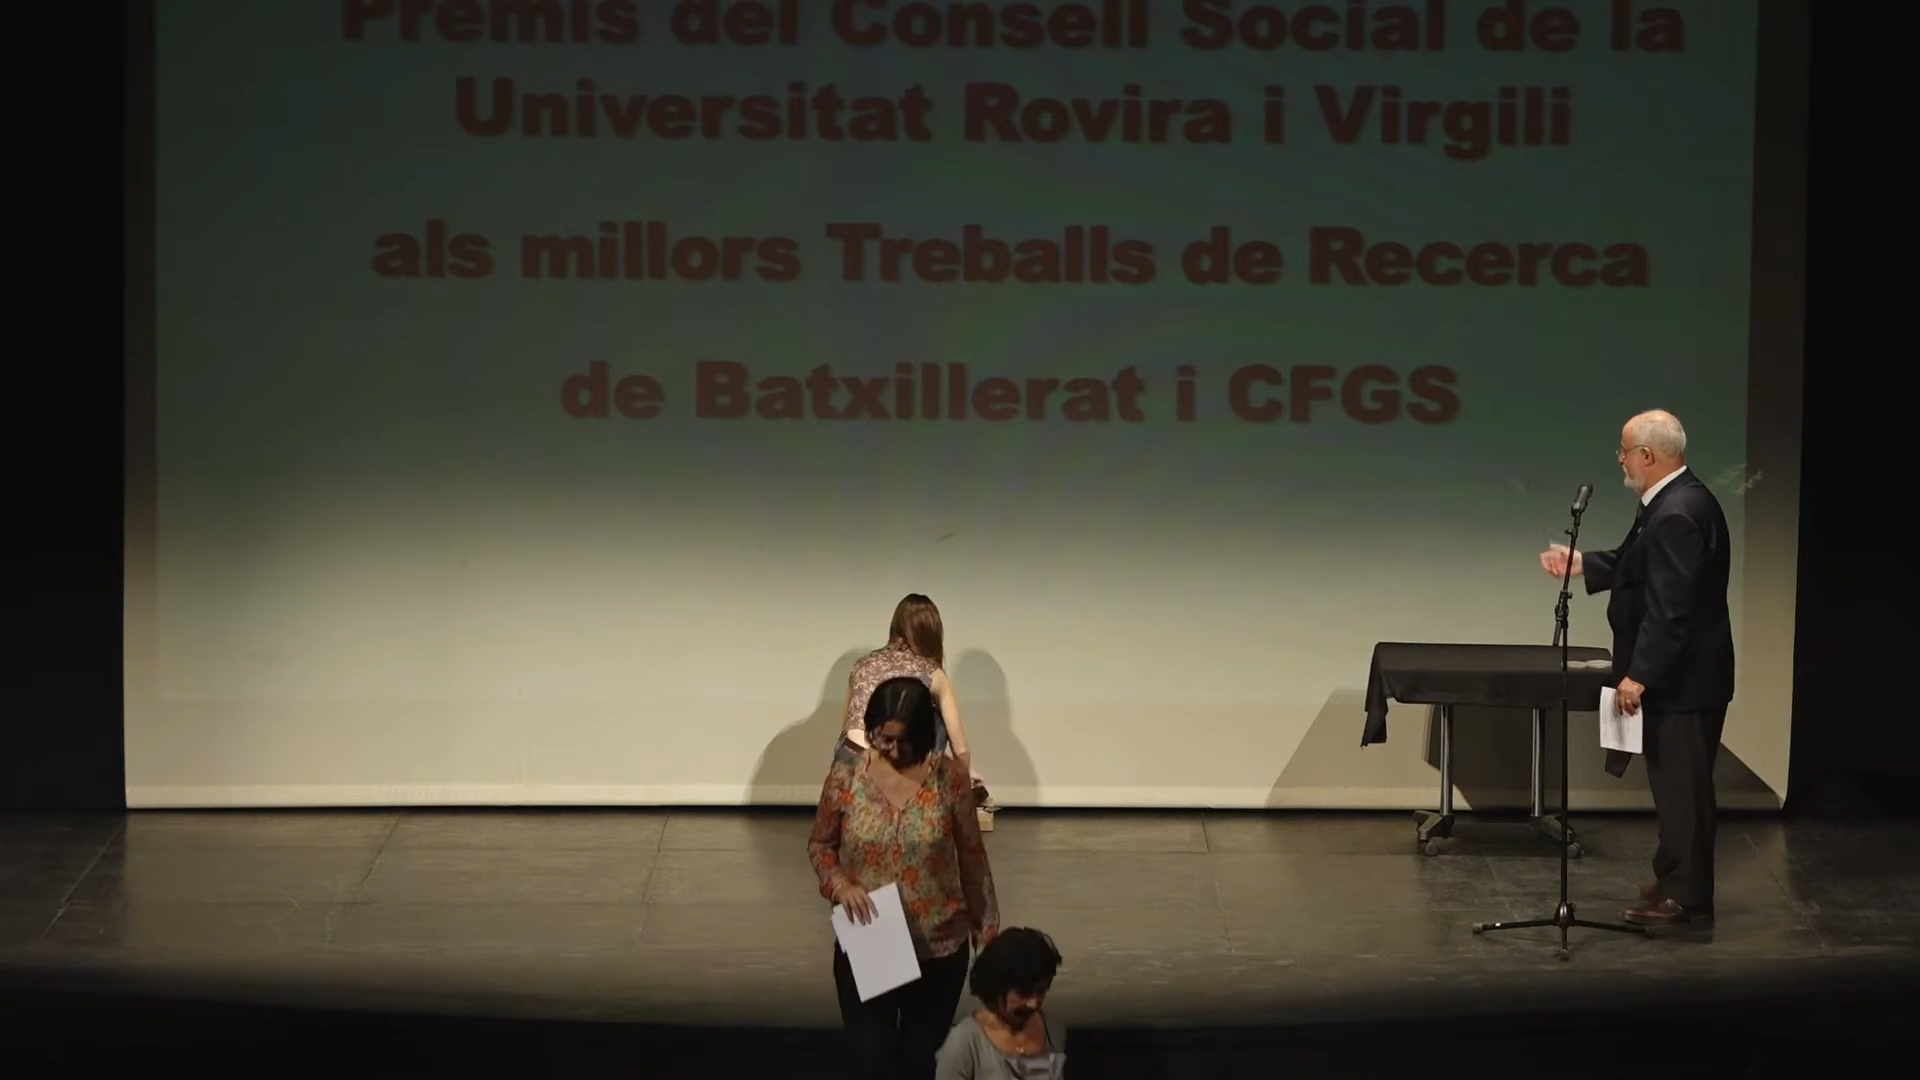 Premis del Consell Social de la
Universitat Rovira i Virgili
als millors Treballs de Recerca
de Batxillerat i CFGS